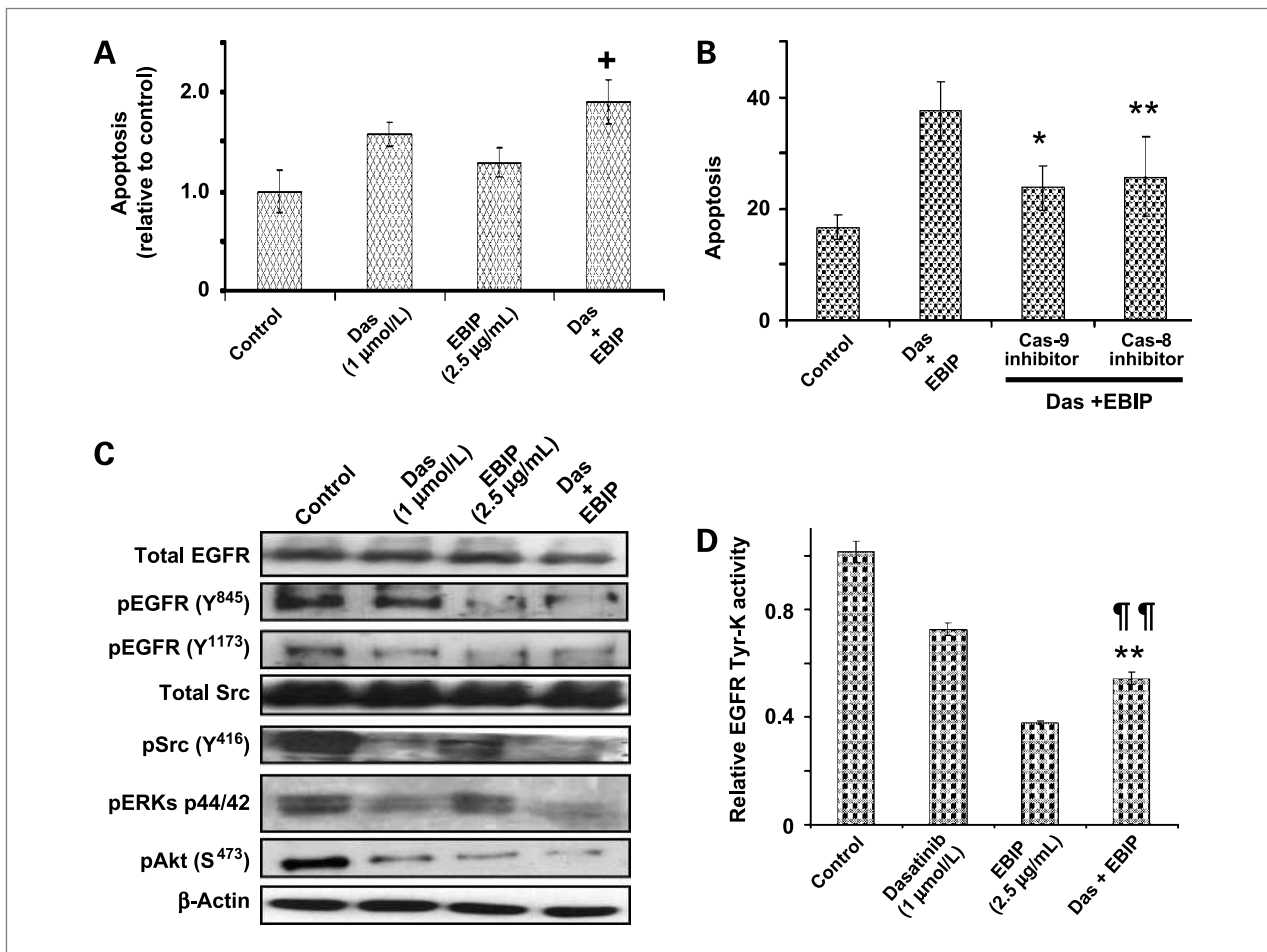 A
Apoptosis
(relative to control)
2.0
1.0
0
+
Control
Das
(1 μmol/L)
EBIP
(2.5 μg/mL)
Das
+
EBIP
B
Apoptosis
40
20
0
*
**
Control
Das
+
EBIP
Cas-9
inhibitor
Cas-8
inhibitor
Das +EBIP
C
Control
Das
(1 μmol/L)
EBIP
(2.5 μg/mL)
Das
+
EBIP
Total EGFR
pEGFR (Y845)
pEGFR (Y1173)
Total Src
pSrc (Y416)
pERKs p44/42
pAkt (S473)
β-Actin
D
Relative EGFR Tyr-K activity
0.8
0.4
0
¶ ¶
**
Control
Dasatinib
(1 μmol/L)
EBIP
(2.5 μg/mL)
Das + EBIP